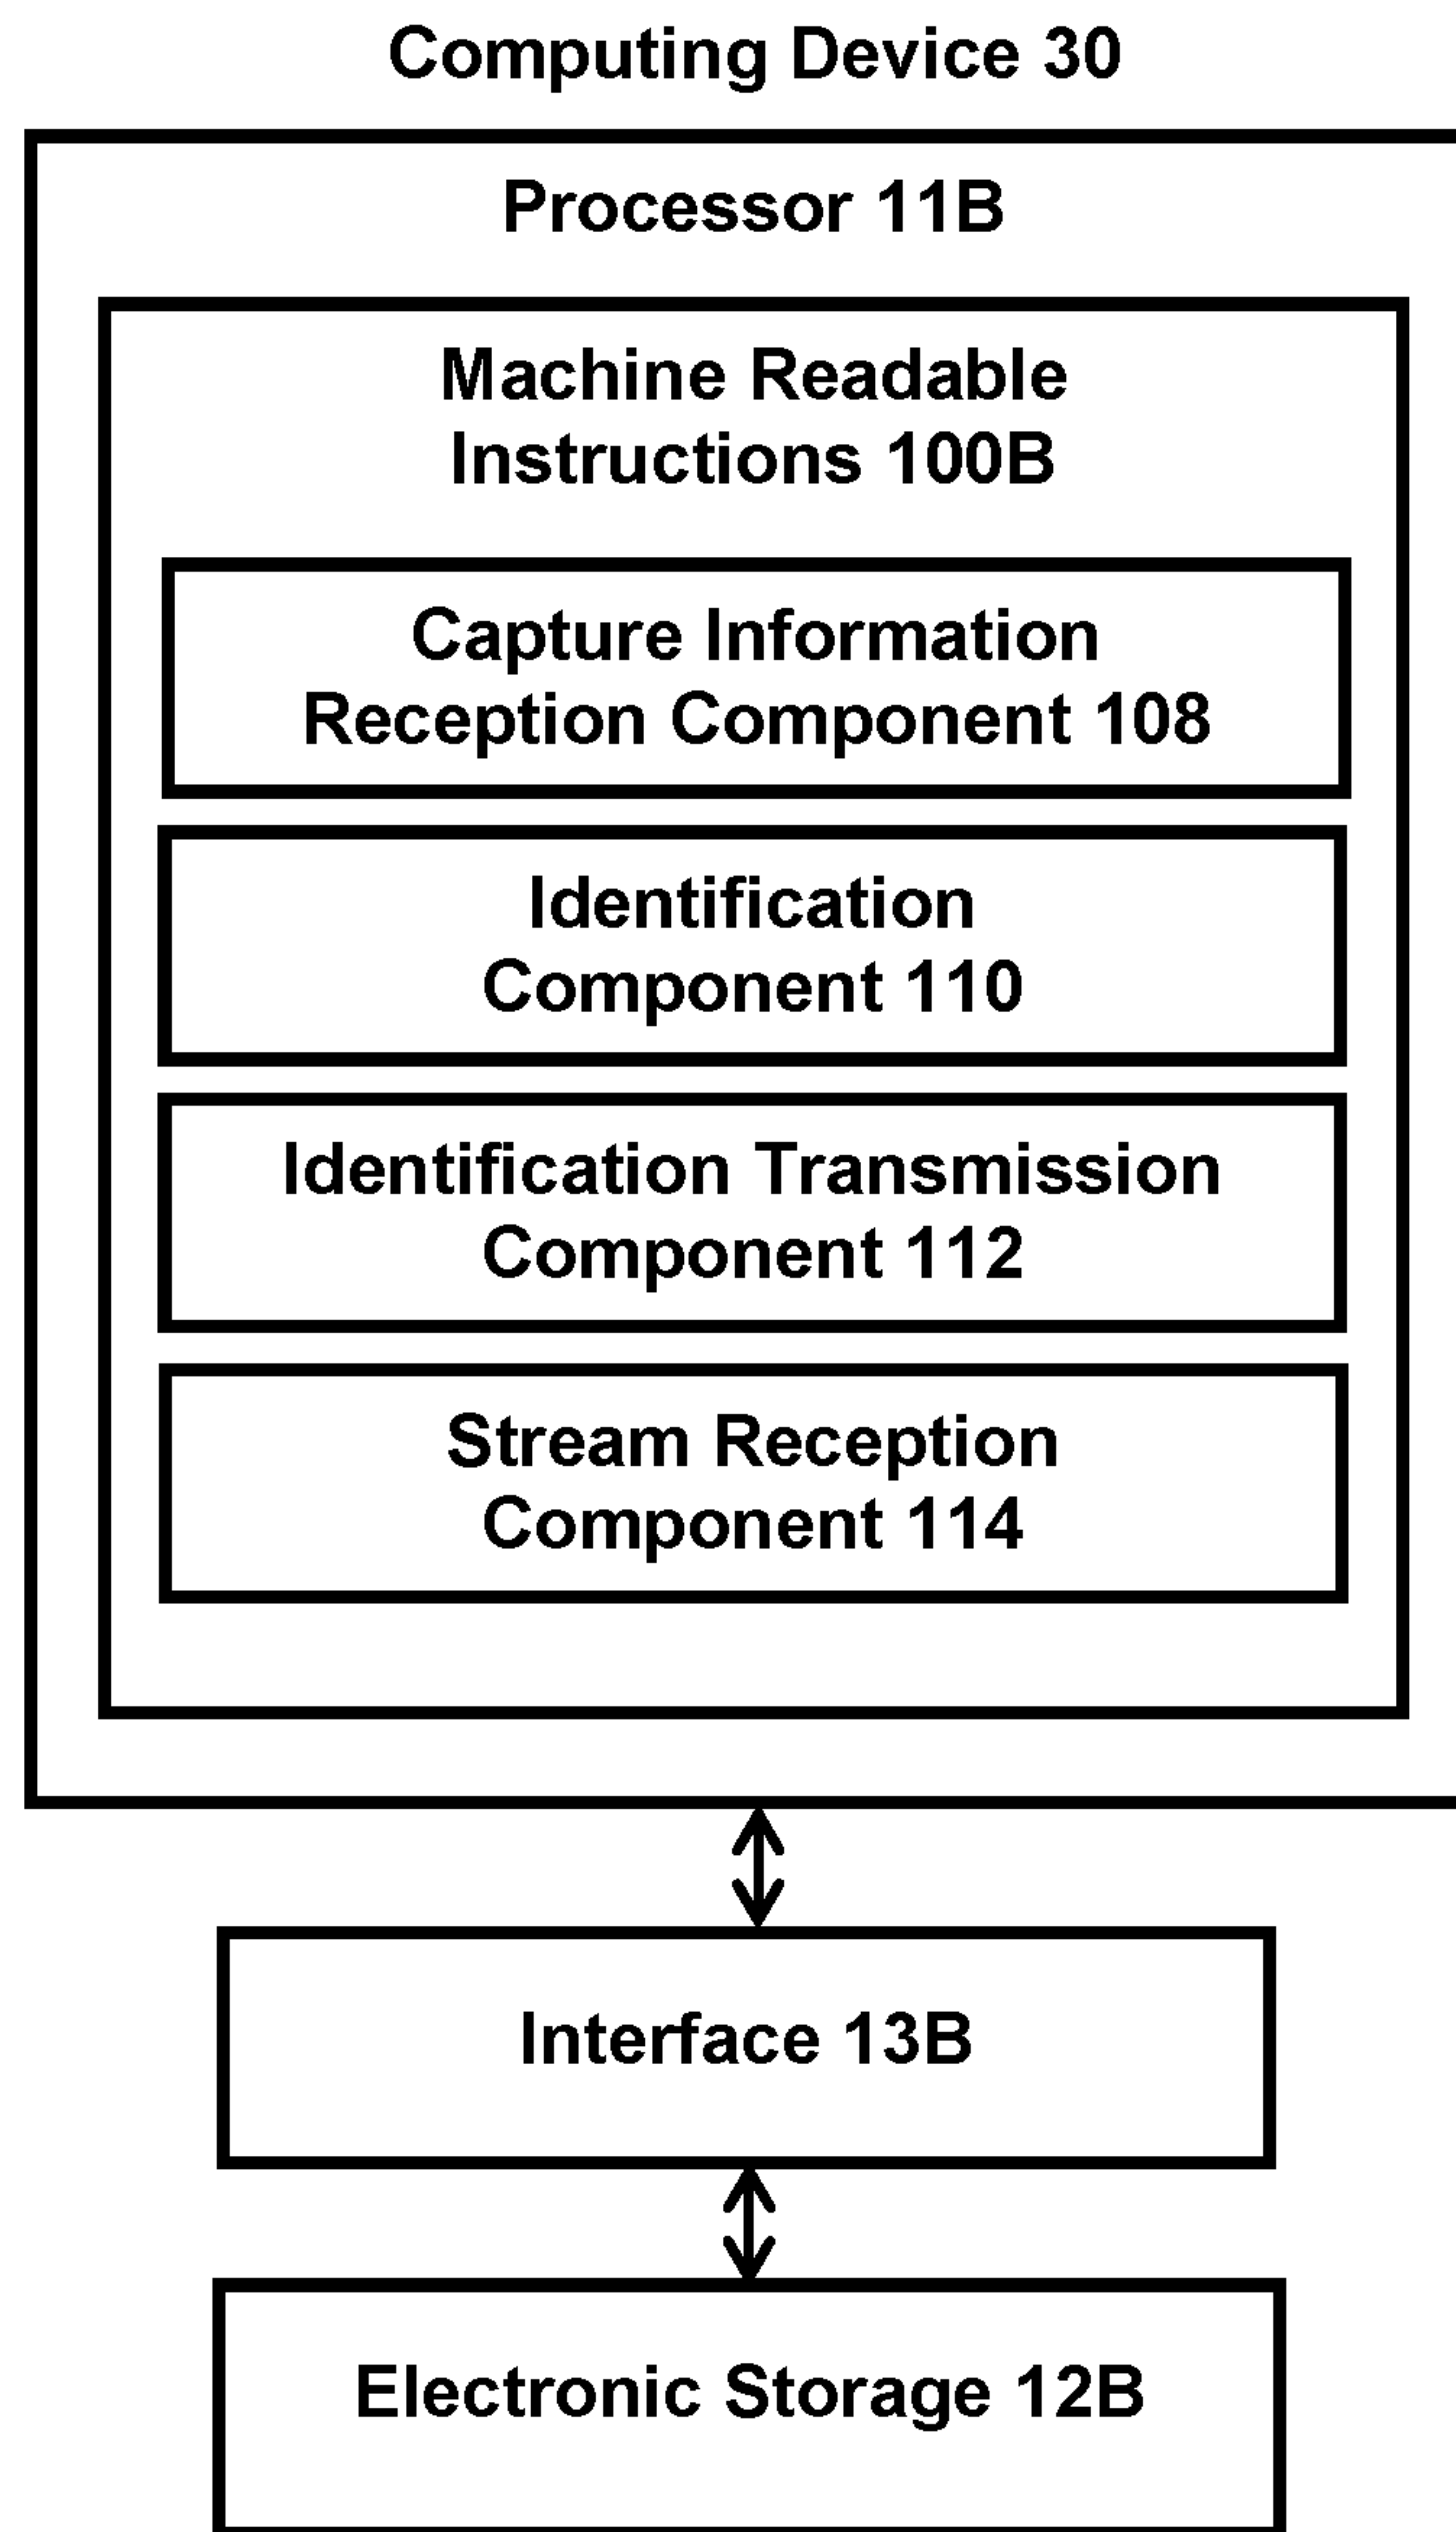 Computing Device 30
Processor 11B
Machine Readable
Instructions 100B
Capture Information
Reception Component 108
Identification
Component 110
Identification Transmission
Component 112
Stream Reception
Component 114
Interface 13B
Electronic Storage 12B